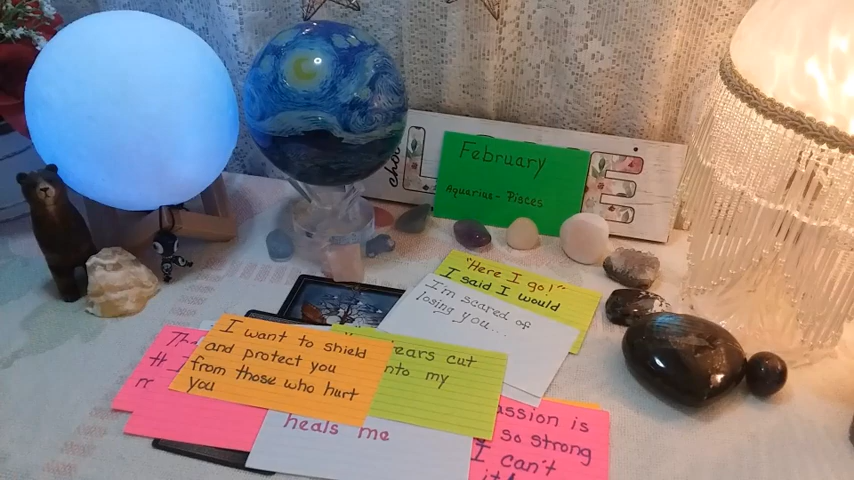 February
Aquarius - Pisces
"Here I go!"
I said I would
I'm scared of
losing you...
I want to shield
and protect you
from those who hurt
you
ears cut
nto my
heals me
assion is
so strong
I can't